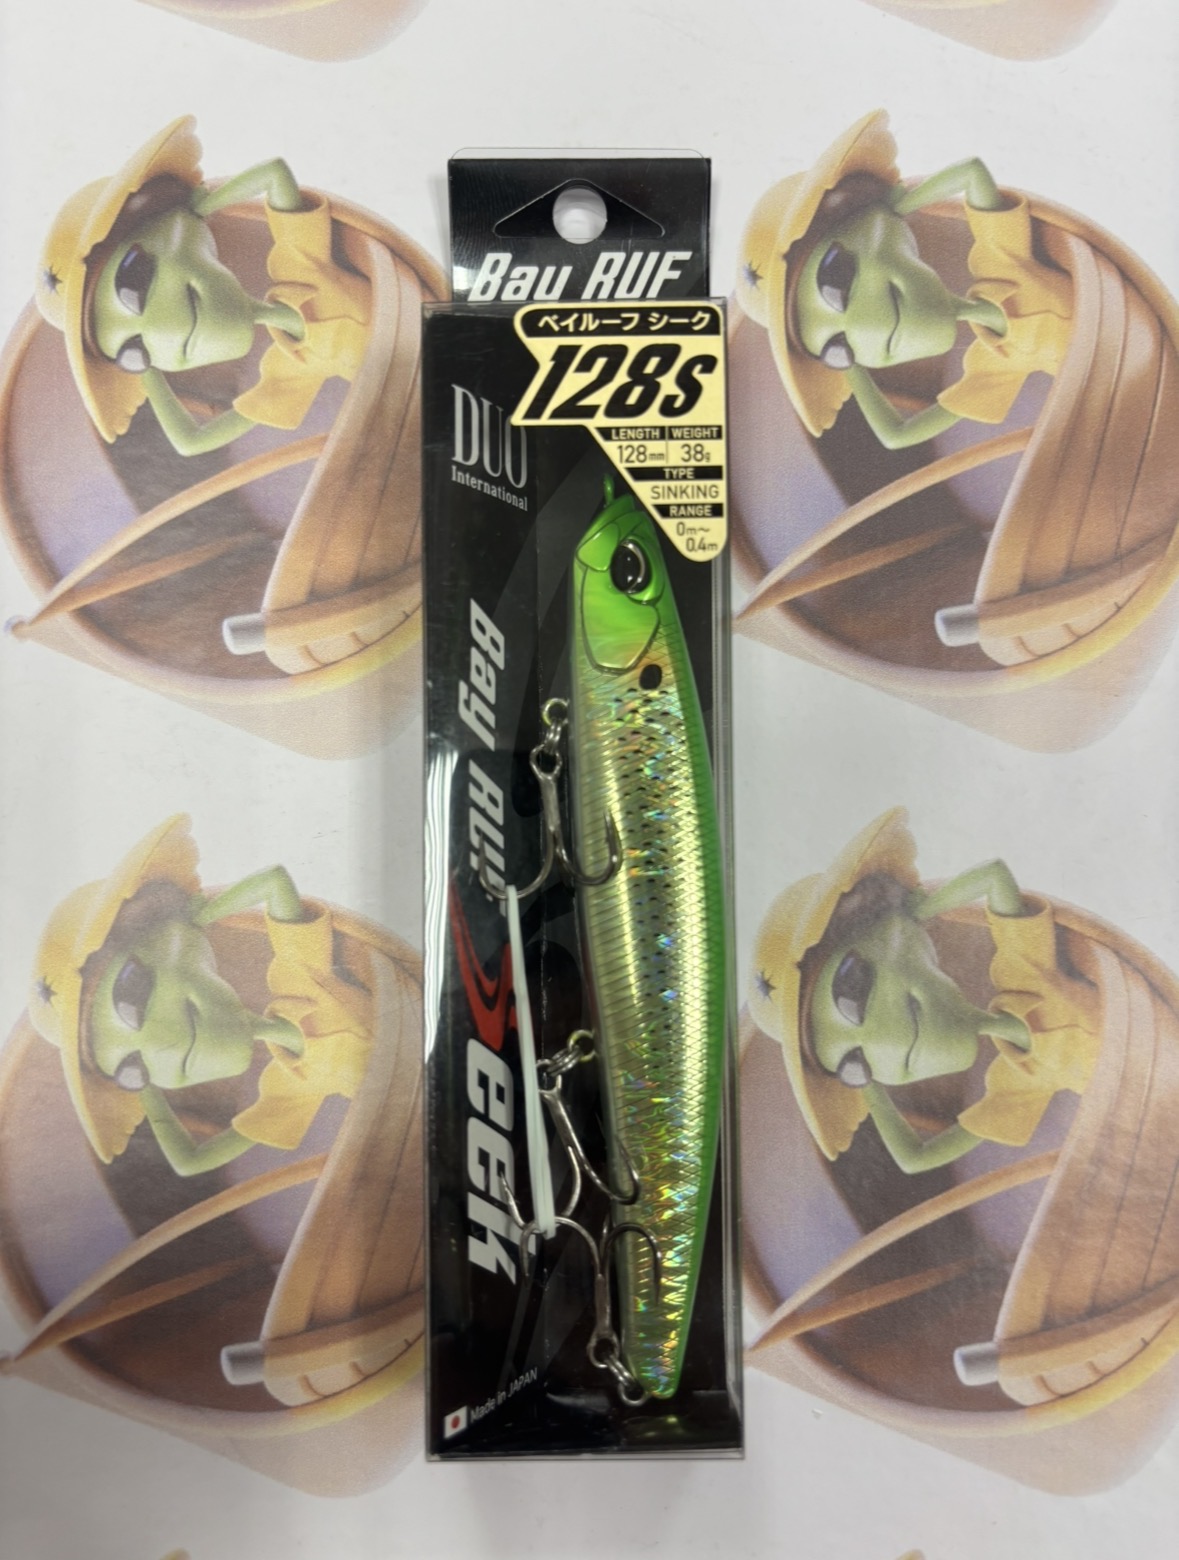 Bay RUF
ベイルーフ シーク
128s
DUO
International
LENGTH WEIGHT
128mm 38g
TYPE
SINKING
RANGE
0m〜
0.4m
Bay RUF
Seek
Made in JAPAN